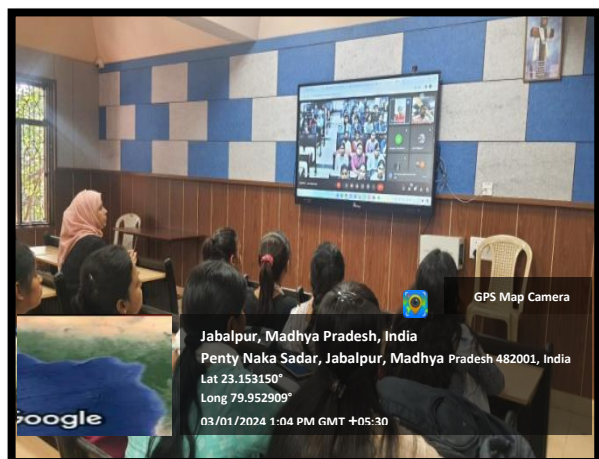 GPS Map Camera
Jabalpur, Madhya Pradesh, India
Penty Naka Sadar, Jabalpur, Madhya Pradesh 482001, India
Lat 23.153150°
Long 79.952909°
03/01/2024 1:04 PM GMT +05:30
Google